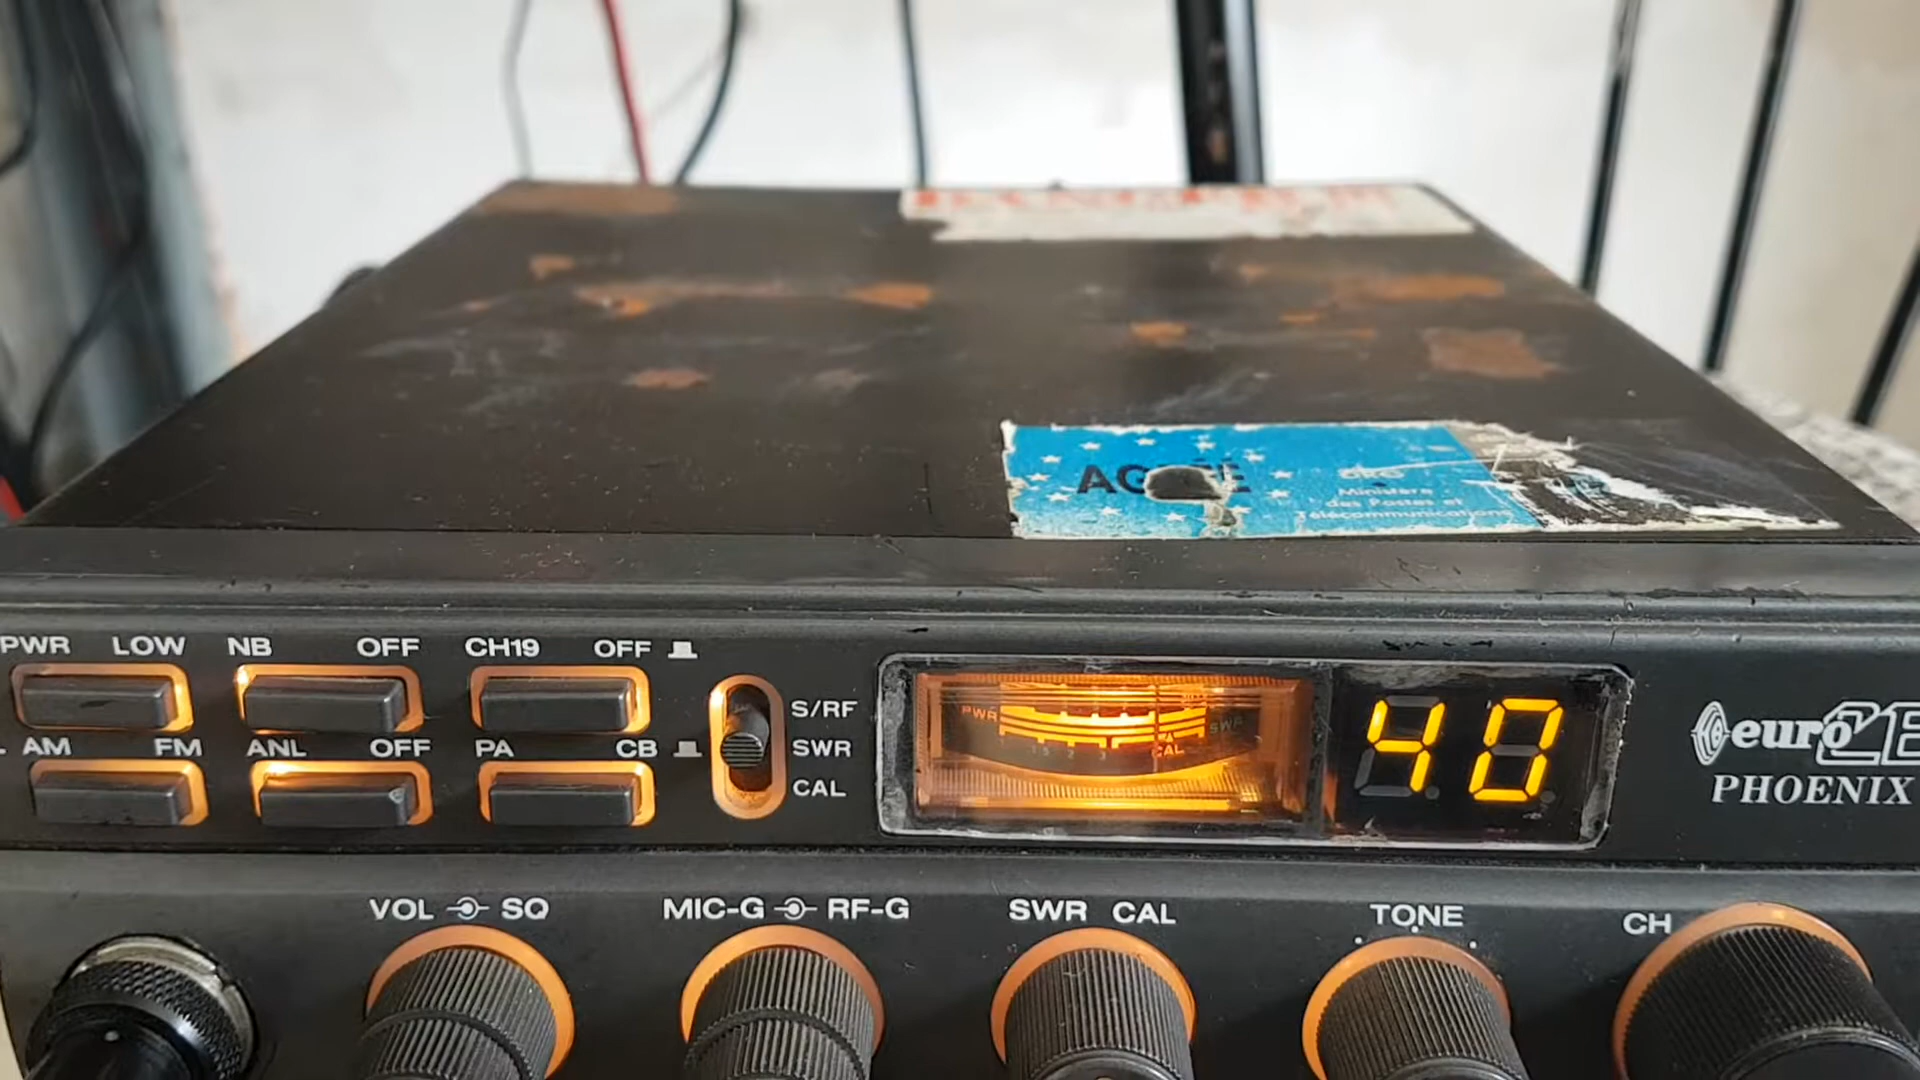 AGRÉÉ
Ministère
des Postes et
Télécommunications
PWR LOW NB OFF CH19 OFF
AM FM ANL OFF PA CB
S/RF
SWR
CAL
PWR SWR
CAL
40
euro CB
PHOENIX
VOL SQ MIC-G RF-G SWR CAL TONE CH